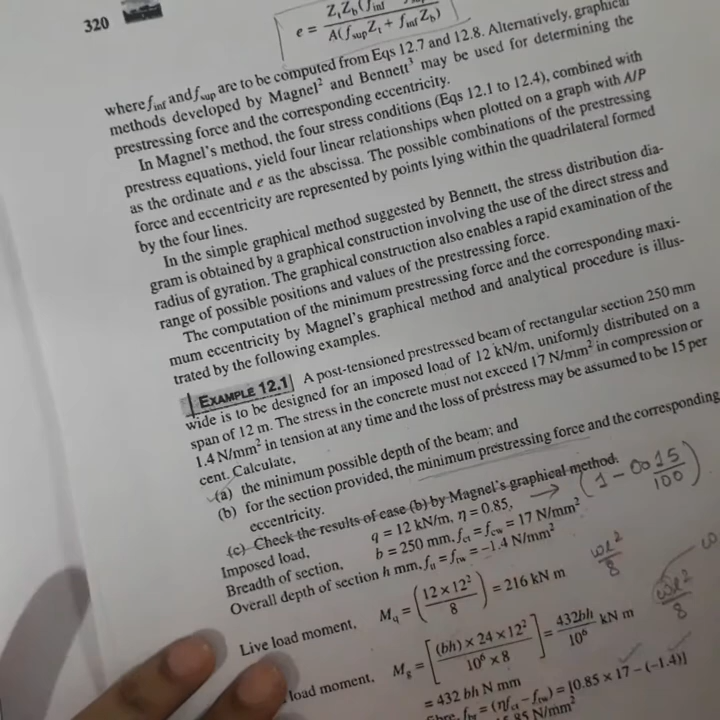 320
e = Z_t Z_b (f_inf
A(f_sup Z_t + f_inf Z_b)
where f_inf and f_sup are to be computed from Eqs 12.7 and 12.8. Alternatively, graphical
methods developed by Magnel² and Bennett³ may be used for determining the
prestressing force and the corresponding eccentricity.
In Magnel's method, the four stress conditions (Eqs 12.1 to 12.4), combined with
prestress equations, yield four linear relationships when plotted on a graph with A/P
as the ordinate and e as the abscissa. The possible combinations of the prestressing
force and eccentricity are represented by points lying within the quadrilateral formed
by the four lines.
In the simple graphical method suggested by Bennett, the stress distribution dia-
gram is obtained by a graphical construction involving the use of the direct stress and
radius of gyration. The graphical construction also enables a rapid examination of the
range of possible positions and values of the prestressing force.
The computation of the minimum prestressing force and the corresponding maxi-
mum eccentricity by Magnel's graphical method and analytical procedure is illus-
trated by the following examples.
EXAMPLE 12.1 A post-tensioned prestressed beam of rectangular section 250 mm
wide is to be designed for an imposed load of 12 kN/m, uniformly distributed on a
span of 12 m. The stress in the concrete must not exceed 17 N/mm² in compression or
1.4 N/mm² in tension at any time and the loss of prestress may be assumed to be 15 per
cent. Calculate,
(a) the minimum possible depth of the beam; and
(b) for the section provided, the minimum prestressing force and the corresponding
eccentricity.
(c) Check the results of case (b) by Magnel's graphical method.
→ (1 - 0015/100)
Imposed load, q = 12 kN/m, η = 0.85,
Breadth of section, b = 250 mm, f_ct = f_cw = 17 N/mm²
Overall depth of section h mm, f_tt = f_tw = –1.4 N/mm²
ωl²/8
Live load moment, M_q = (12 × 12²/8) = 216 kN m
ω
ωl²/8
load moment, M_g = [(bh) × 24 × 12²/10⁶ × 8] = 432bh/10⁶ kN m
= 432 bh N mm
f_br = (ηf_ct – f_tw) = [0.85 × 17 – (–1.4)]
N/mm²